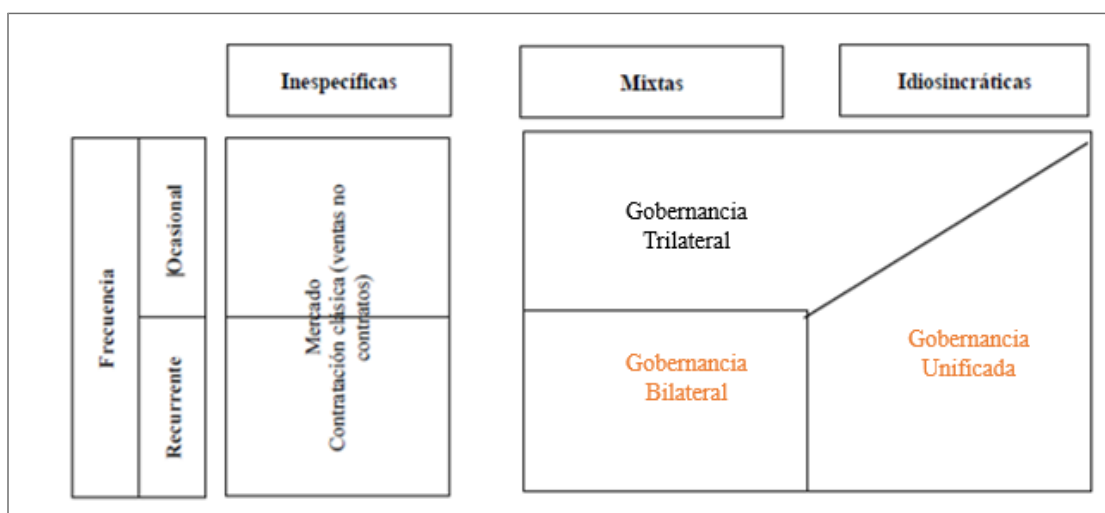 Inespecíficas
Mixtas
Idiosincráticas
Frecuencia
|Ocasional
Recurrente
Mercado
Contratación clásica (ventas no
contratos)
Gobernancia
Trilateral
Gobernancia
Bilateral
Gobernancia
Unificada